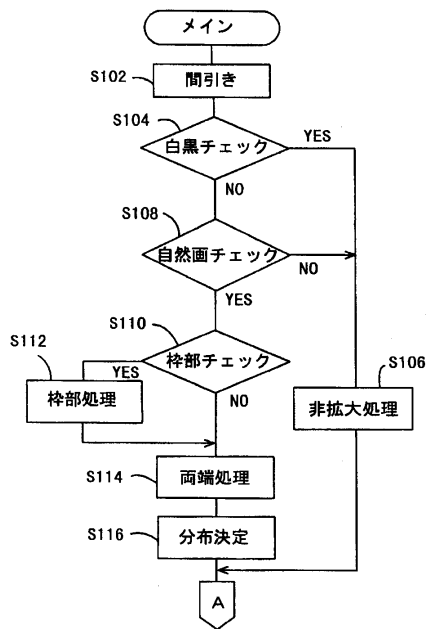 メイン
S102
間引き
S104
白黒チェック
YES
NO
S108
自然画チェック
NO
YES
S110
枠部チェック
S112
YES
枠部処理
NO
S106
非拡大処理
S114
両端処理
S116
分布決定
A